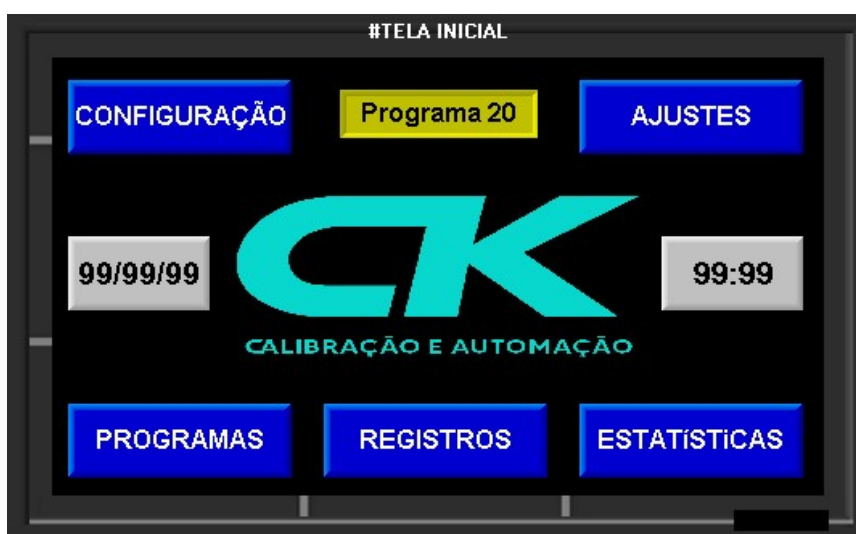 #TELA INICIAL
CONFIGURAÇÃO
Programa 20
AJUSTES
99/99/99
CK
99:99
CALIBRAÇÃO E AUTOMAÇÃO
PROGRAMAS
REGISTROS
ESTATíSTiCAS